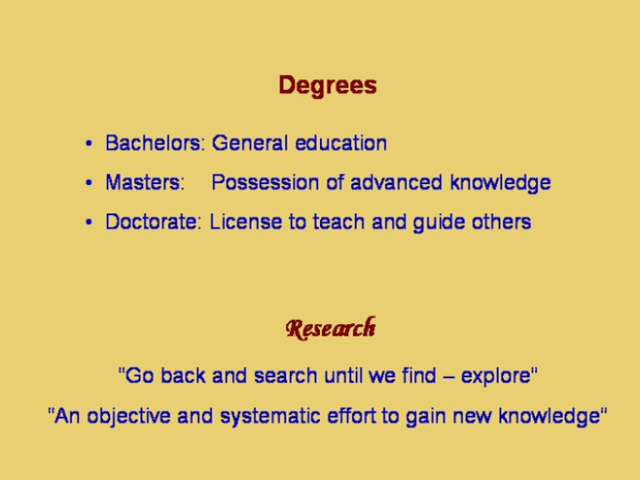 Degrees
• Bachelors: General education
• Masters: Possession of advanced knowledge
• Doctorate: License to teach and guide others
Research
"Go back and search until we find – explore"
"An objective and systematic effort to gain new knowledge"